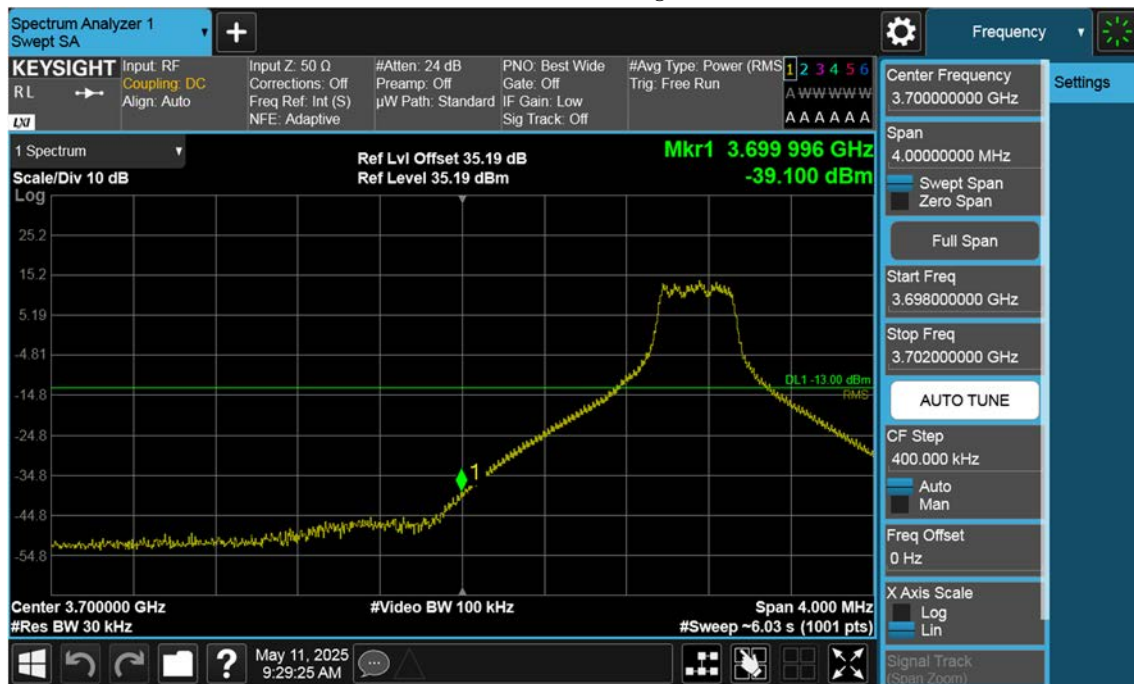 Spectrum Analyzer 1
Swept SA
Frequency
KEYSIGHT
RL
LXI
Input: RF
Coupling: DC
Align: Auto
Input Z: 50 Ω
Corrections: Off
Freq Ref: Int (S)
NFE: Adaptive
#Atten: 24 dB
Preamp: Off
µW Path: Standard
PNO: Best Wide
Gate: Off
IF Gain: Low
Sig Track: Off
#Avg Type: Power (RMS
Trig: Free Run
1 2 3 4 5 6
A W W W W W
A A A A A A
1 Spectrum
Scale/Div 10 dB
Ref Lvl Offset 35.19 dB
Ref Level 35.19 dBm
Mkr1 3.699 996 GHz
-39.100 dBm
Log
25.2
15.2
5.19
-4.81
-14.8
-24.8
-34.8
-44.8
-54.8
DL1 -13.00 dBm
RMS
1
Center 3.700000 GHz
#Res BW 30 kHz
#Video BW 100 kHz
Span 4.000 MHz
#Sweep ~6.03 s (1001 pts)
Center Frequency
3.700000000 GHz
Settings
Span
4.00000000 MHz
Swept Span
Zero Span
Full Span
Start Freq
3.698000000 GHz
Stop Freq
3.702000000 GHz
AUTO TUNE
CF Step
400.000 kHz
Auto
Man
Freq Offset
0 Hz
X Axis Scale
Log
Lin
Signal Track
(Span Zoom)
?
May 11, 2025
9:29:25 AM